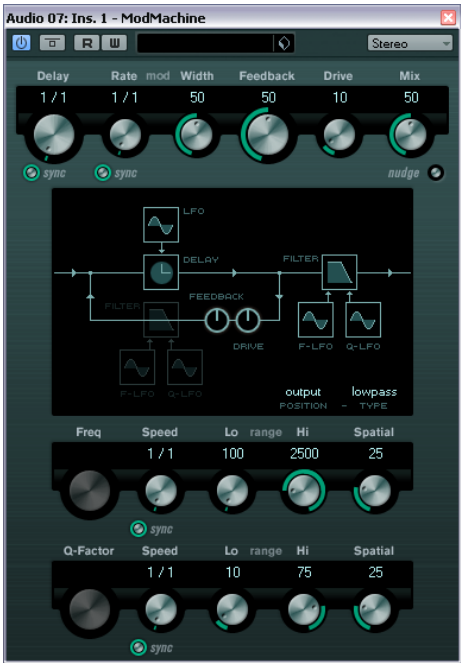 Audio 07: Ins. 1 - ModMachine
R W Stereo
Delay Rate mod Width Feedback Drive Mix
1/1 1/1 50 50 10 50
sync sync nudge
LFO
DELAY FILTER
FEEDBACK
FILTER
DRIVE F-LFO Q-LFO
F-LFO Q-LFO
output lowpass
POSITION - TYPE
Freq Speed Lo range Hi Spatial
1/1 100 2500 25
sync
Q-Factor Speed Lo range Hi Spatial
1/1 10 75 25
sync